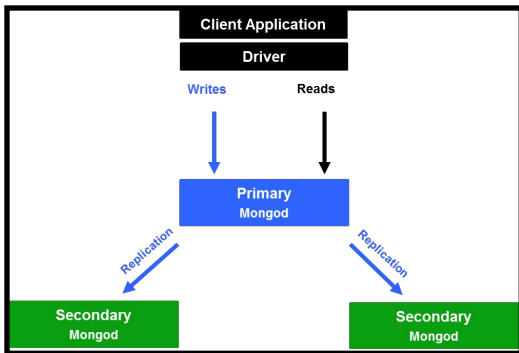 Client Application
Driver
Writes
Reads
Primary
Mongod
Replication
Replication
Secondary
Mongod
Secondary
Mongod